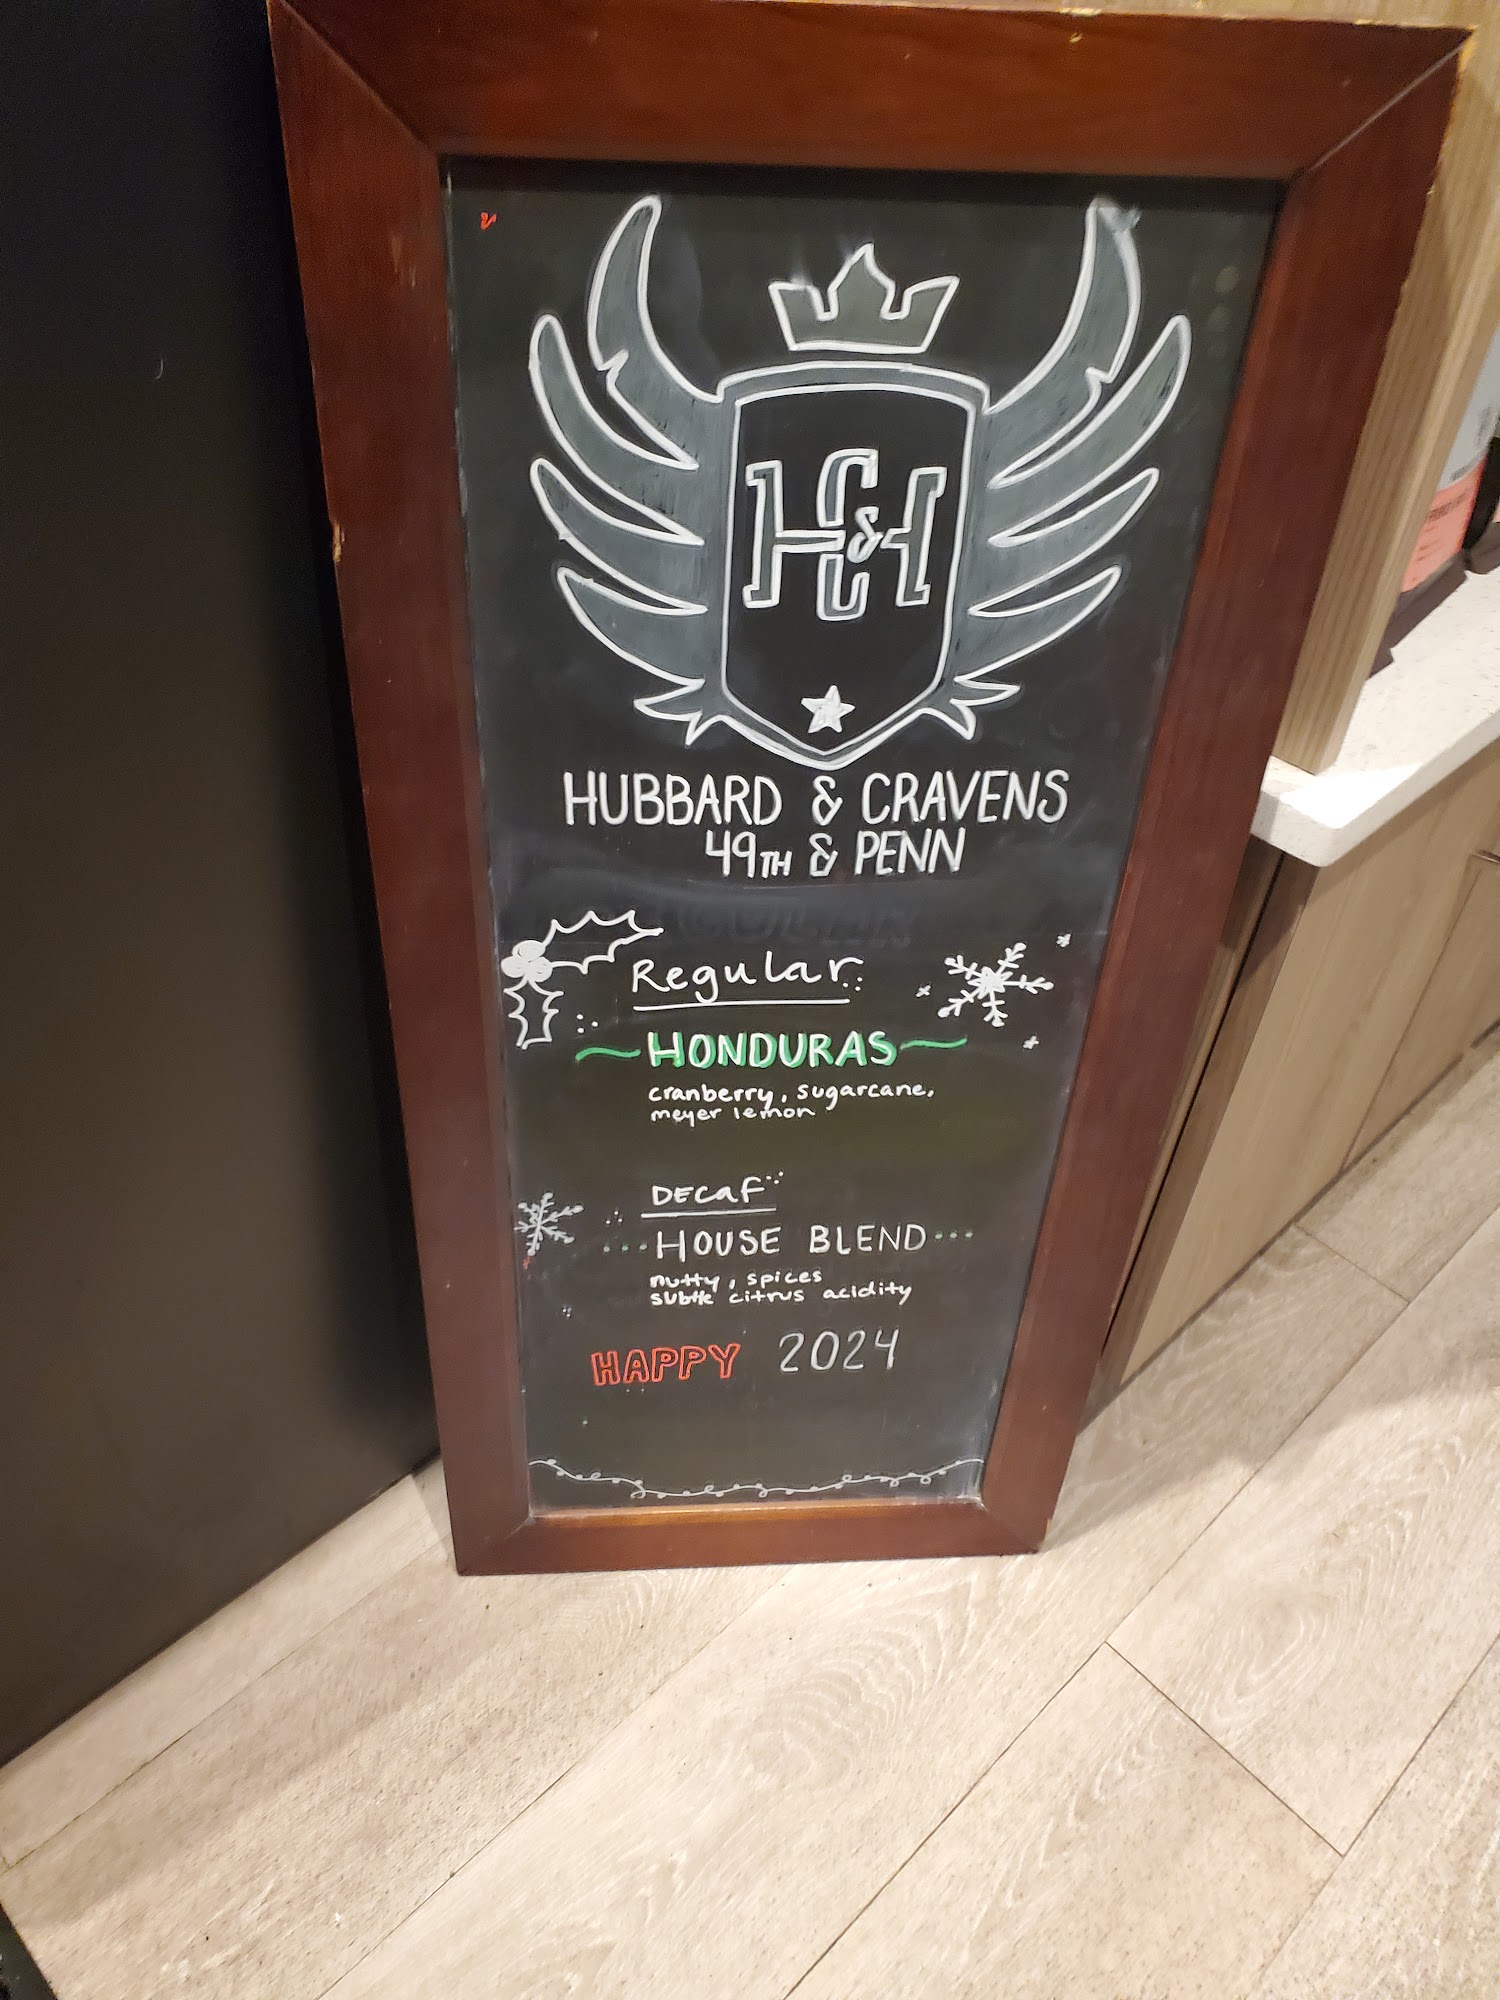 H&H
C
HUBBARD & CRAVENS
49TH & PENN
Regular
HONDURAS
cranberry, sugarcane,
meyer lemon
DECAF
HOUSE BLEND
nutty, spices
subtle citrus acidity
HAPPY 2024